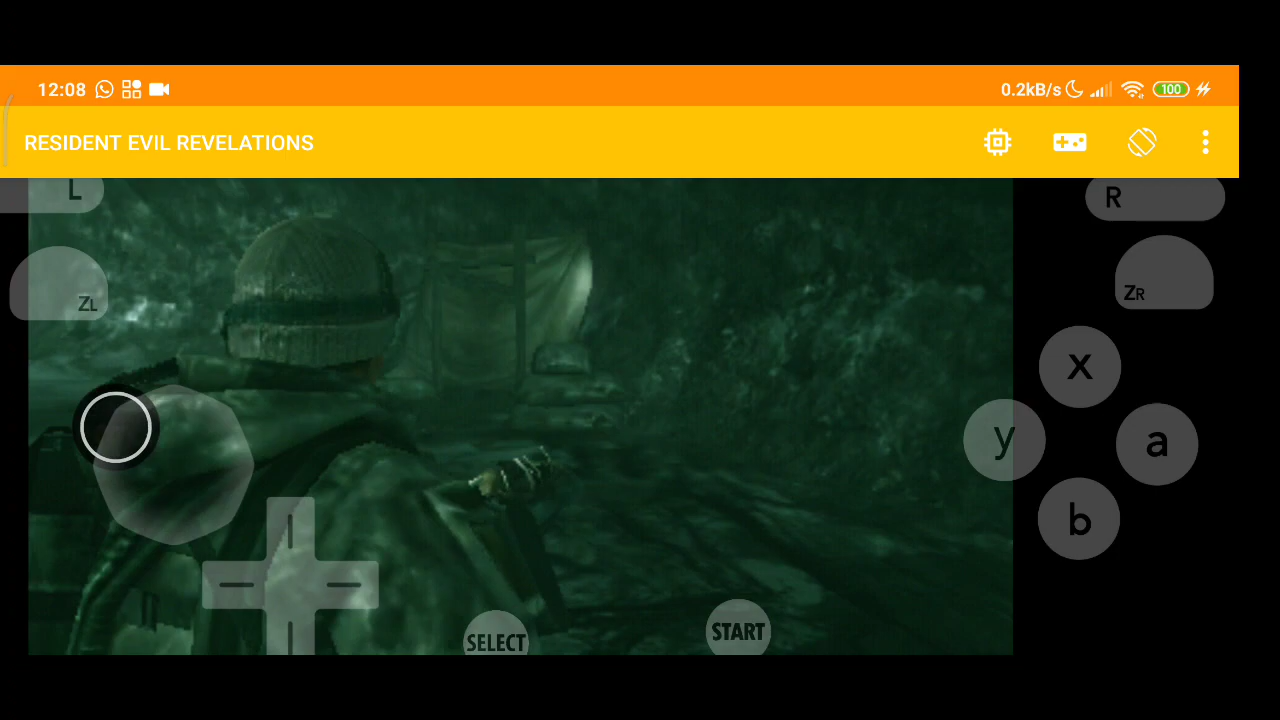 12:08 0.2kB/s 100
RESIDENT EVIL REVELATIONS
L R
ZL ZR
x
y a
b
SELECT START